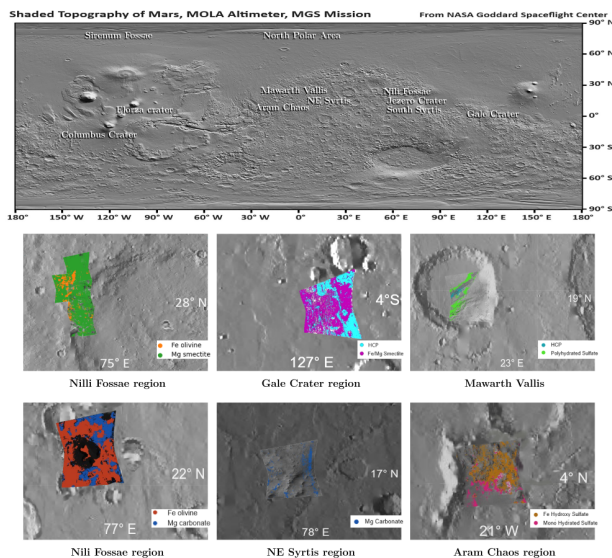 Shaded Topography of Mars, MOLA Altimeter, MGS Mission
From NASA Goddard Spaceflight Center
90° N
Sirenum Fossae
North Polar Area
60° N
30° N
Mawarth Vallis
Nili Fossae
NE Syrtis
Jezero Crater
Elorza crater
Aram Chaos
South Syrtis
Gale Crater
0°
Columbus Crater
30° S
60° S
90° S
180° 150° W 120° W 90° W 60° W 30° W 0° 30° E 60° E 90° E 120° E 150° E 180°
28° N
75° E
Fe olivine
Mg smectite
4°S
127° E
HCP
Fe/Mg Smectite
19° N
23° E
HCP
Polyhydrated Sulfate
Nilli Fossae region
Gale Crater region
Mawarth Vallis
22° N
77° E
Fe olivine
Mg carbonate
17° N
78° E
Mg Carbonate
4° N
21° W
Fe Hydroxy Sulfate
Mono Hydrated Sulfate
Nili Fossae region
NE Syrtis region
Aram Chaos region